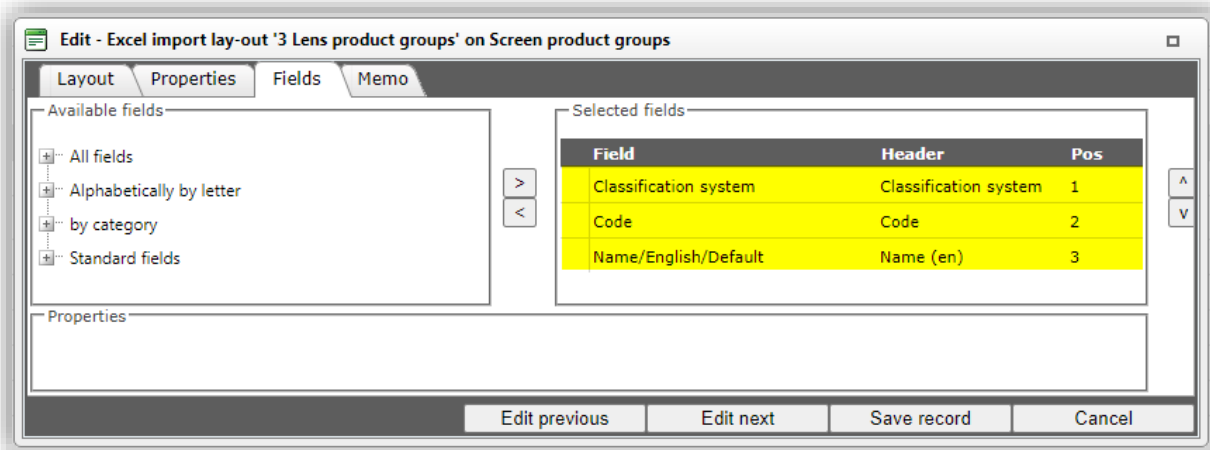 Edit - Excel import lay-out '3 Lens product groups' on Screen product groups
Layout Properties Fields Memo
Available fields
All fields
Alphabetically by letter
by category
Standard fields
>
<
Selected fields
Field Header Pos
Classification system Classification system 1
Code Code 2
Name/English/Default Name (en) 3
^
v
Properties
Edit previous Edit next Save record Cancel